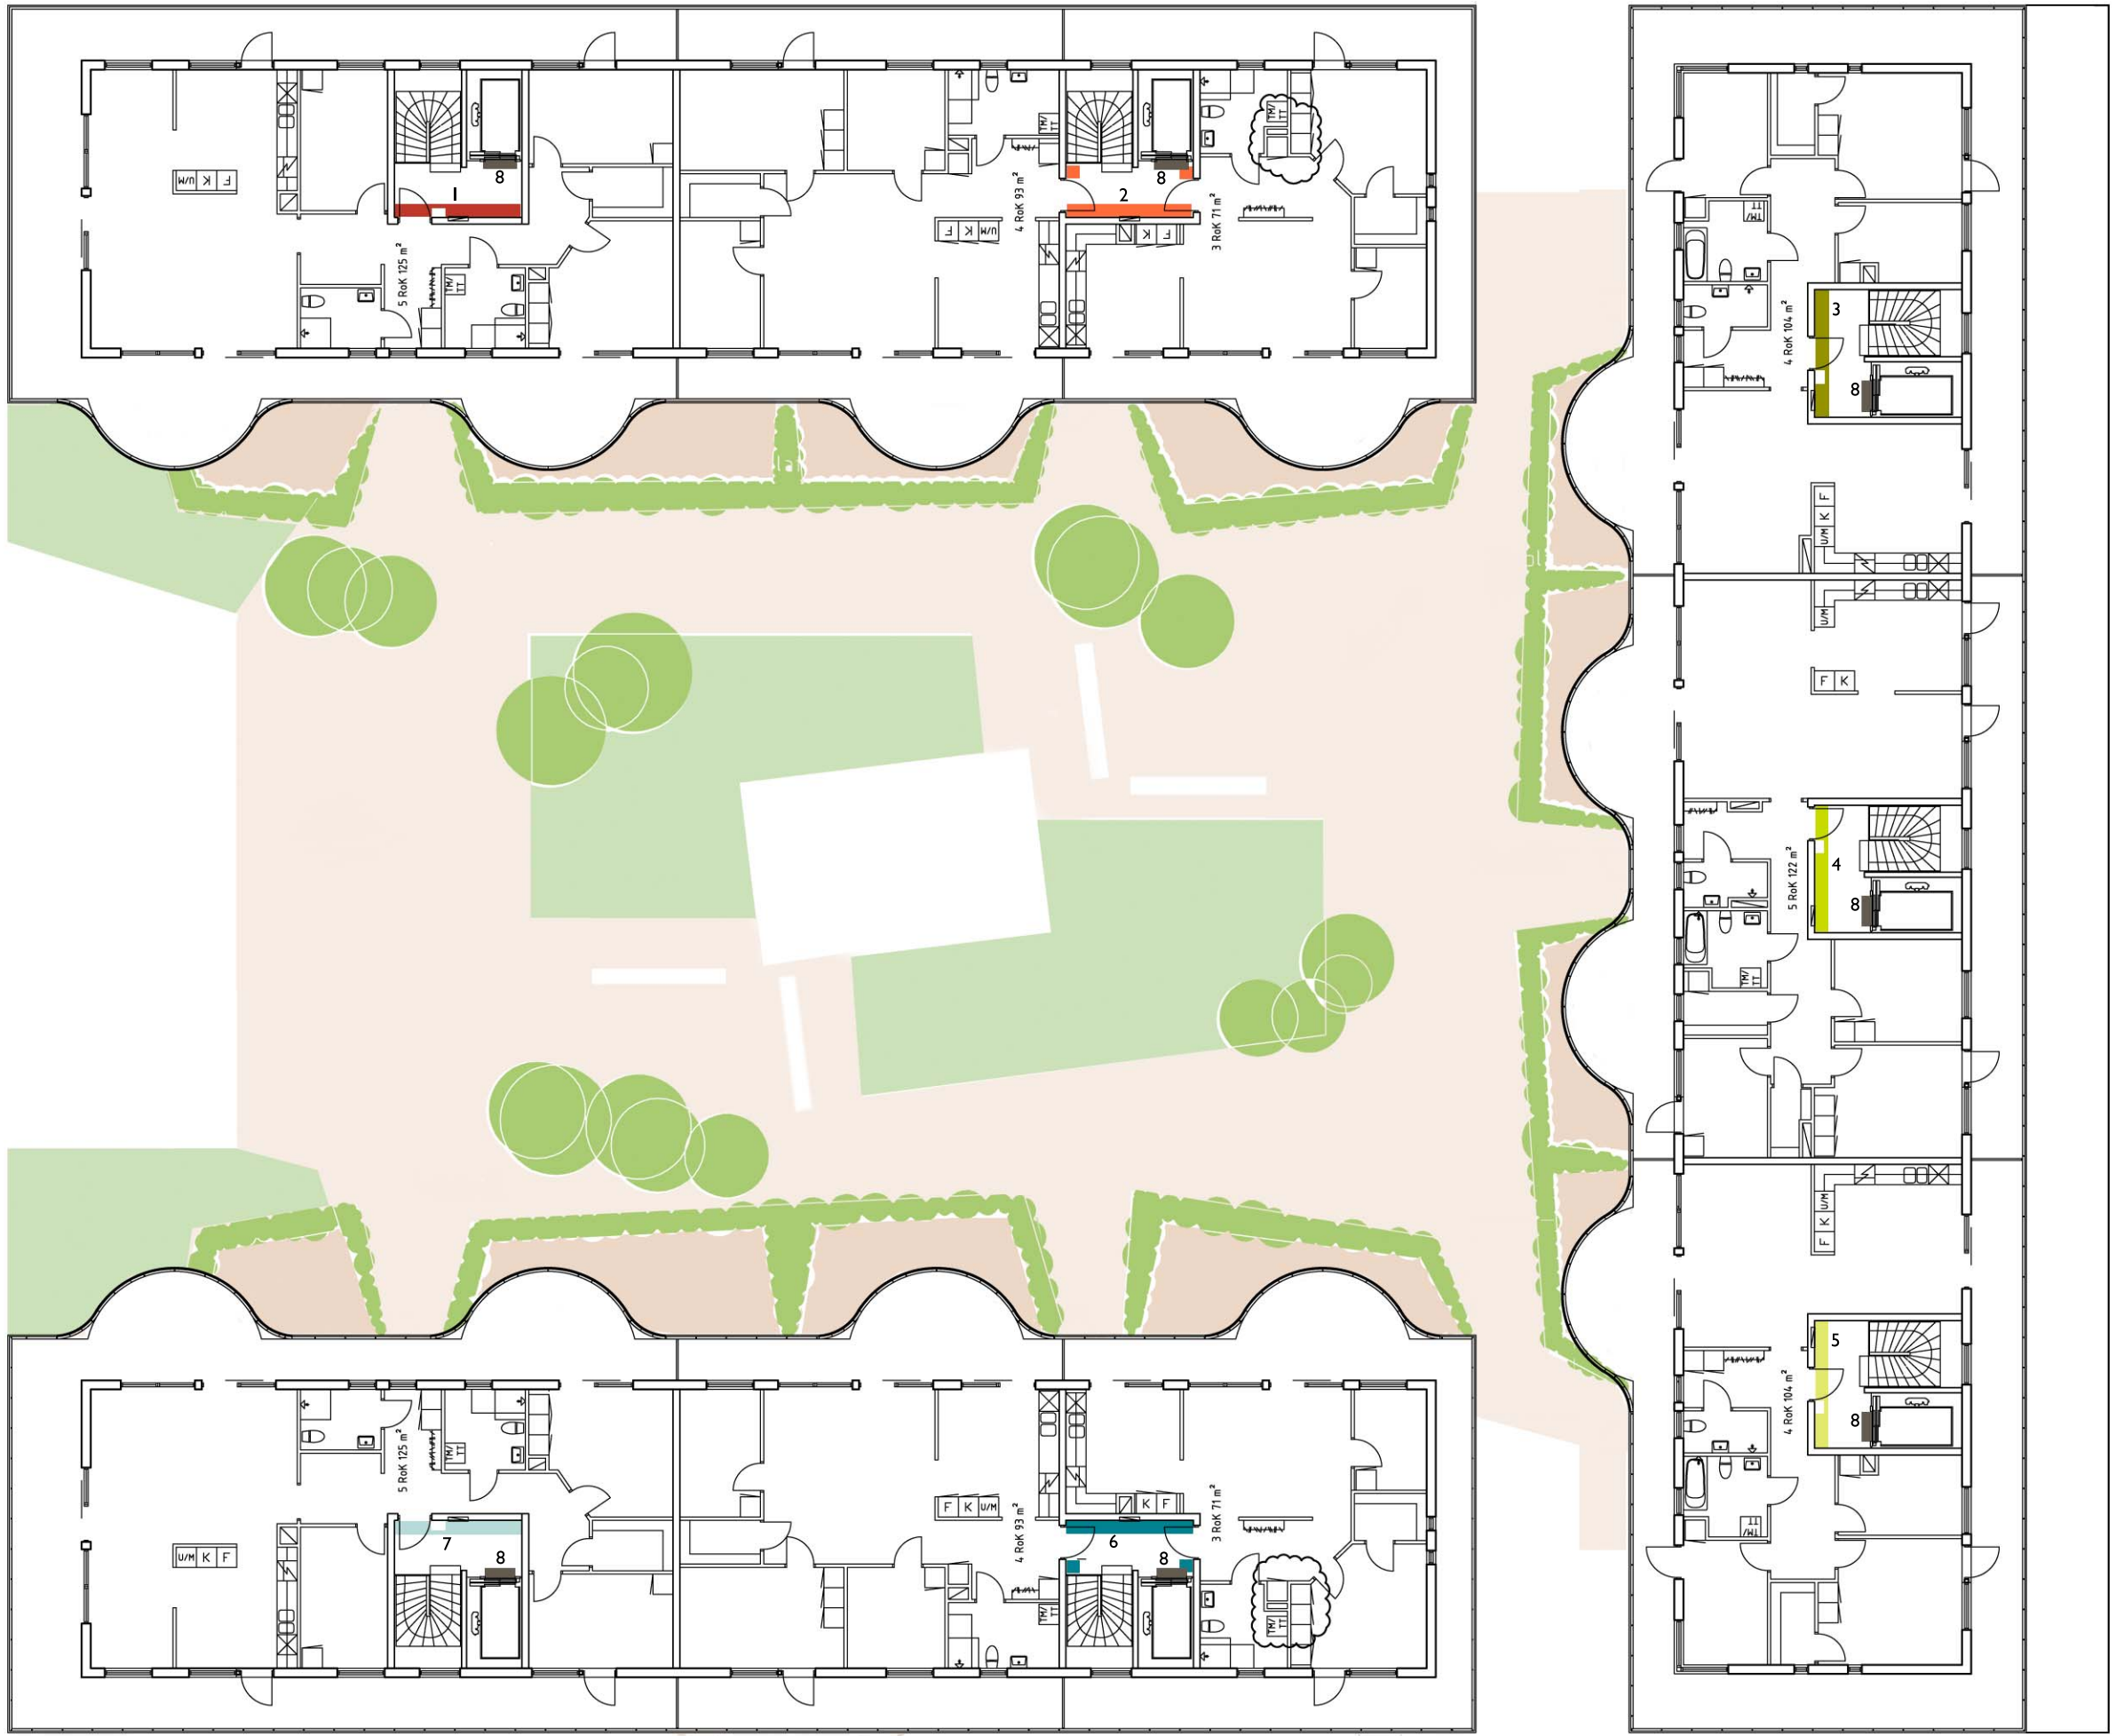 U/M K F
8
1
5 RoK 125 m²
TM/
TT
4 RoK 93 m²
F K U/M
TM/
TT
8
2
K F
3 RoK 71 m²
TM/
TT
TM/
TT
4 RoK 104 m²
3
8
U/M K F
U/M
F K
5 RoK 122 m²
4
8
TM/
TT
F K U/M
4 RoK 104 m²
5
8
TM/
TT
5 RoK 125 m²
TM/
TT
7
8
U/M K F
F K U/M
4 RoK 93 m²
TM/
TT
K F
6
8
3 RoK 71 m²
TM/
TT